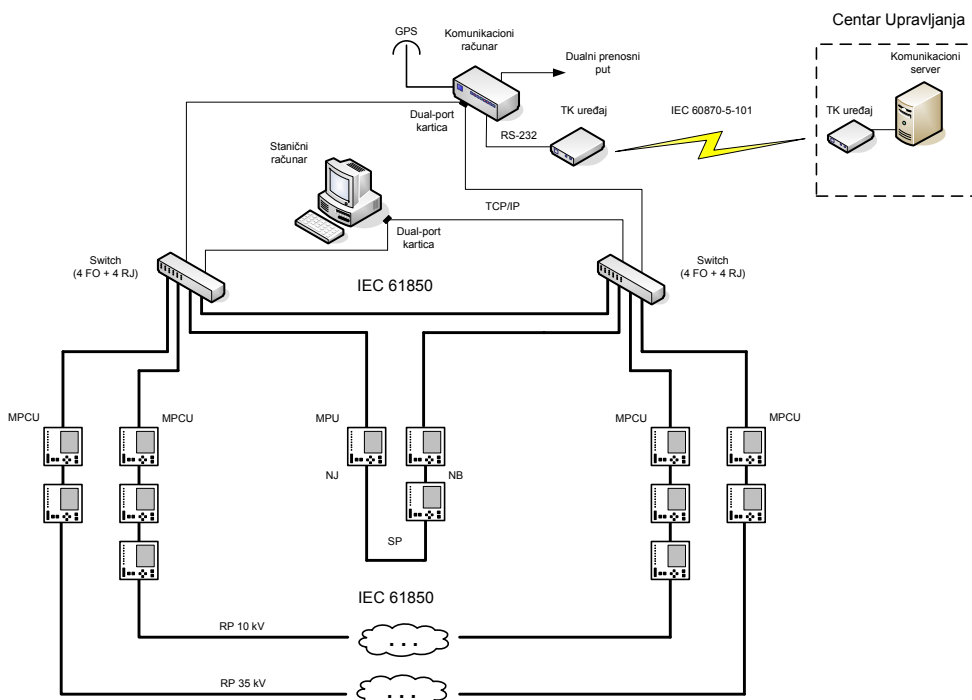 Centar Upravljanja
GPS
Komunikacioni
računar
Dualni prenosni
put
Komunikacioni
server
Dual-port
kartica
TK uređaj
IEC 60870-5-101
TK uređaj
RS-232
Stanični
računar
TCP/IP
Dual-port
kartica
Switch
(4 FO + 4 RJ)
IEC 61850
Switch
(4 FO + 4 RJ)
MPCU
MPCU
MPU
MPCU
MPCU
NJ
NB
SP
IEC 61850
RP 10 kV
. . .
RP 35 kV
. . .